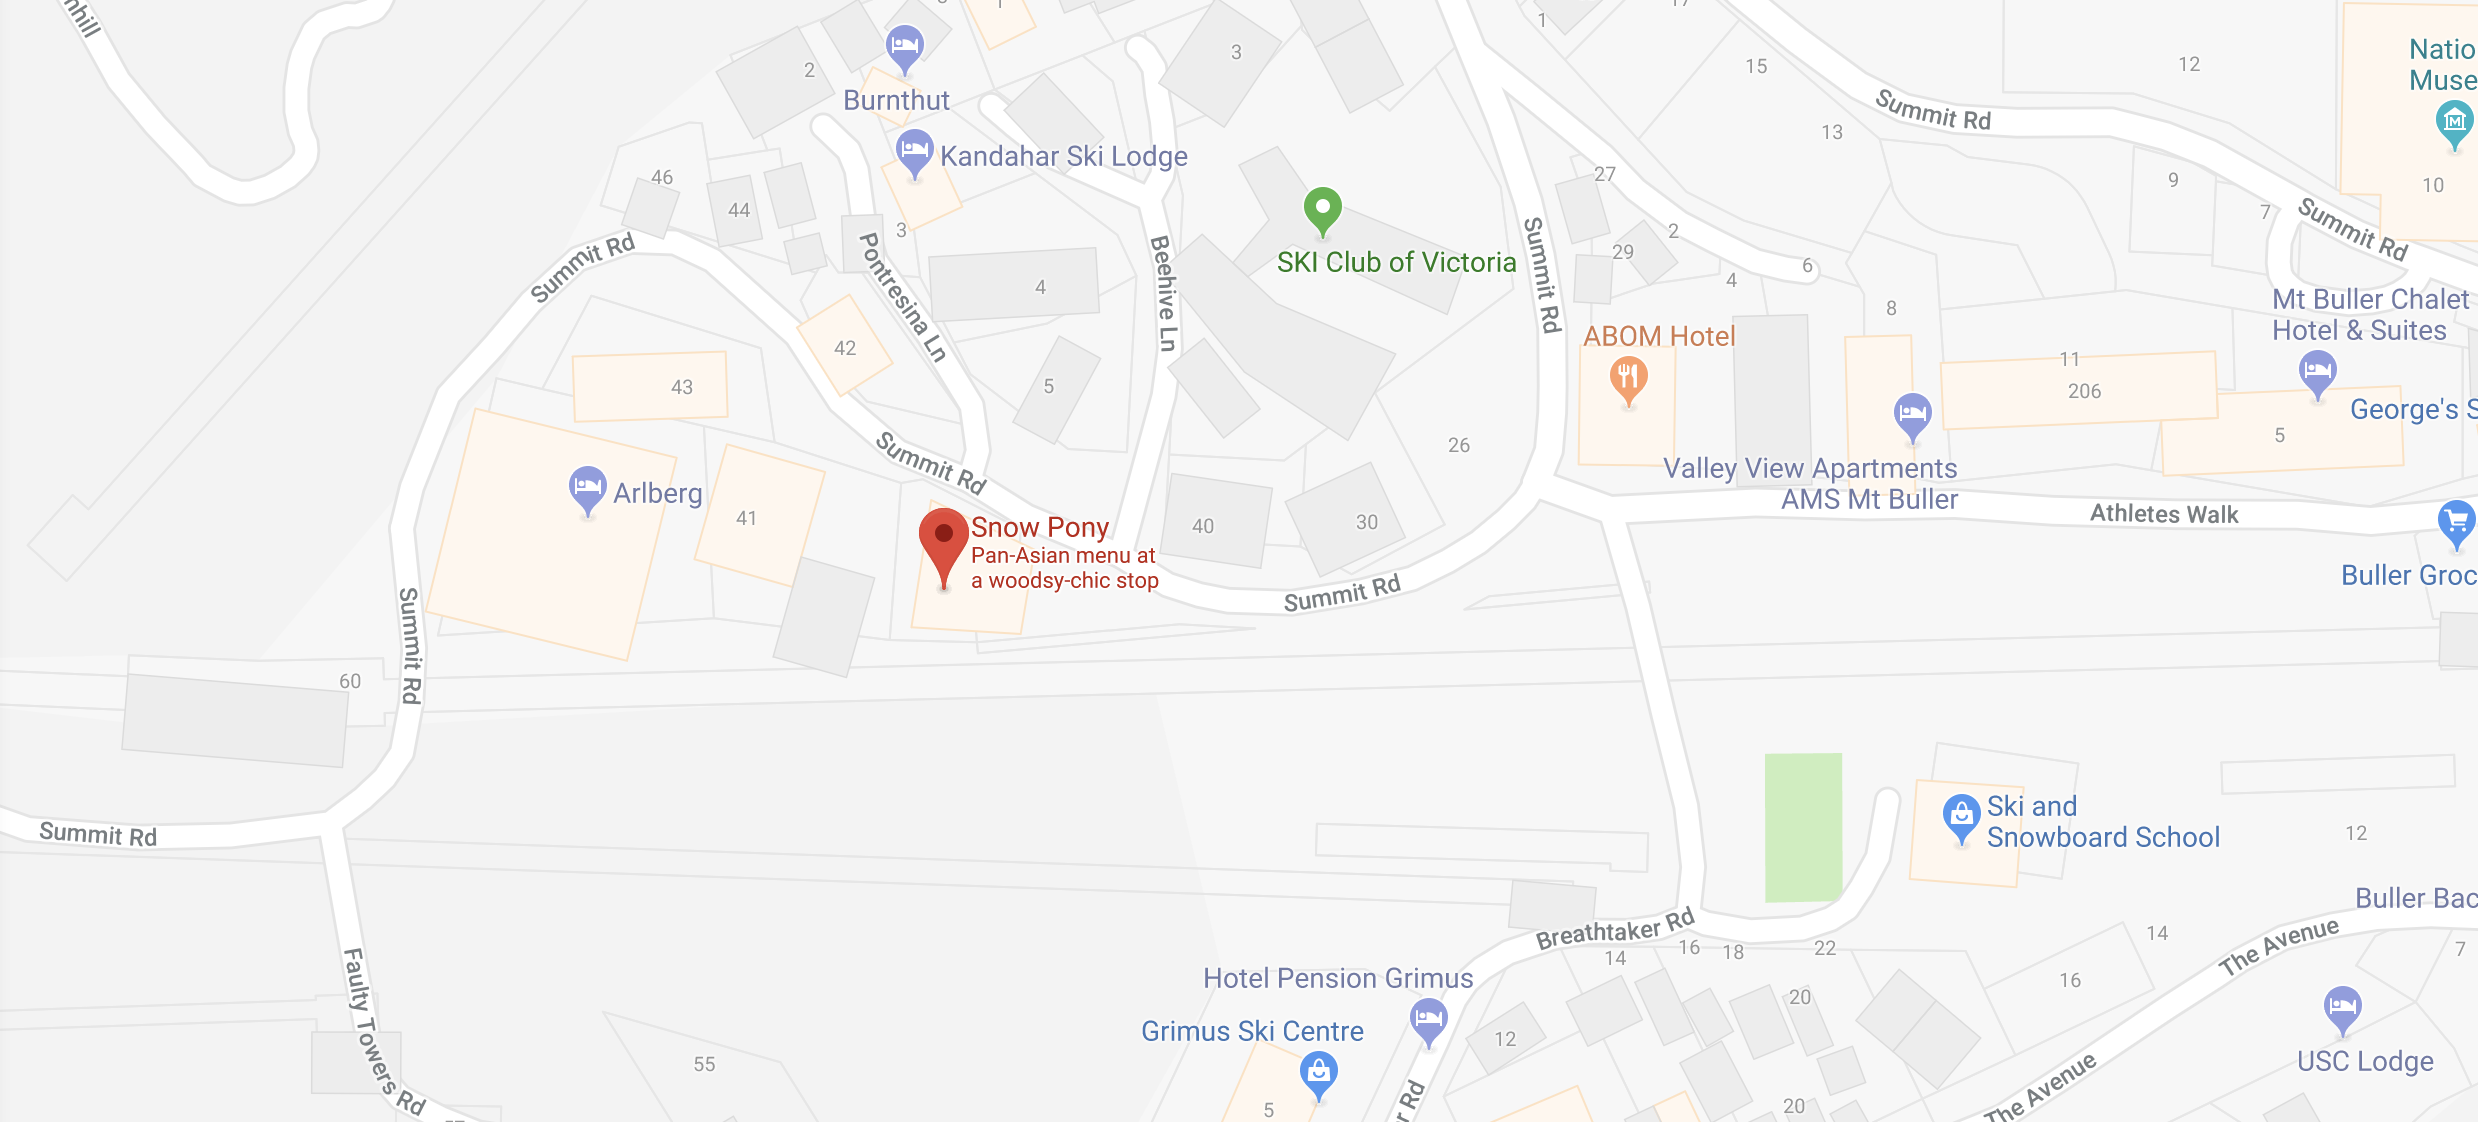 nhill
Burnthut
Kandahar Ski Lodge
2
3
1
1
17
15
12
13
Summit Rd
Natio
Muse
10
9
7
Summit Rd
46
44
3
4
5
Summit Rd
Pontresina Ln
Beehive Ln
SKI Club of Victoria
Summit Rd
27
29
2
4
6
8
ABOM Hotel
Mt Buller Chalet
Hotel & Suites
11
206
5
George's S
42
43
41
Arlberg
Summit Rd
Snow Pony
Pan-Asian menu at
a woodsy-chic stop
40
30
26
Summit Rd
Valley View Apartments
AMS Mt Buller
Athletes Walk
Buller Groc
Summit Rd
60
Summit Rd
Faulty Towers Rd
55
Ski and
Snowboard School
12
Buller Bac
Breathtaker Rd
14
16
18
22
20
12
Hotel Pension Grimus
Grimus Ski Centre
5
r Rd
20
14
16
7
The Avenue
USC Lodge
The Avenue